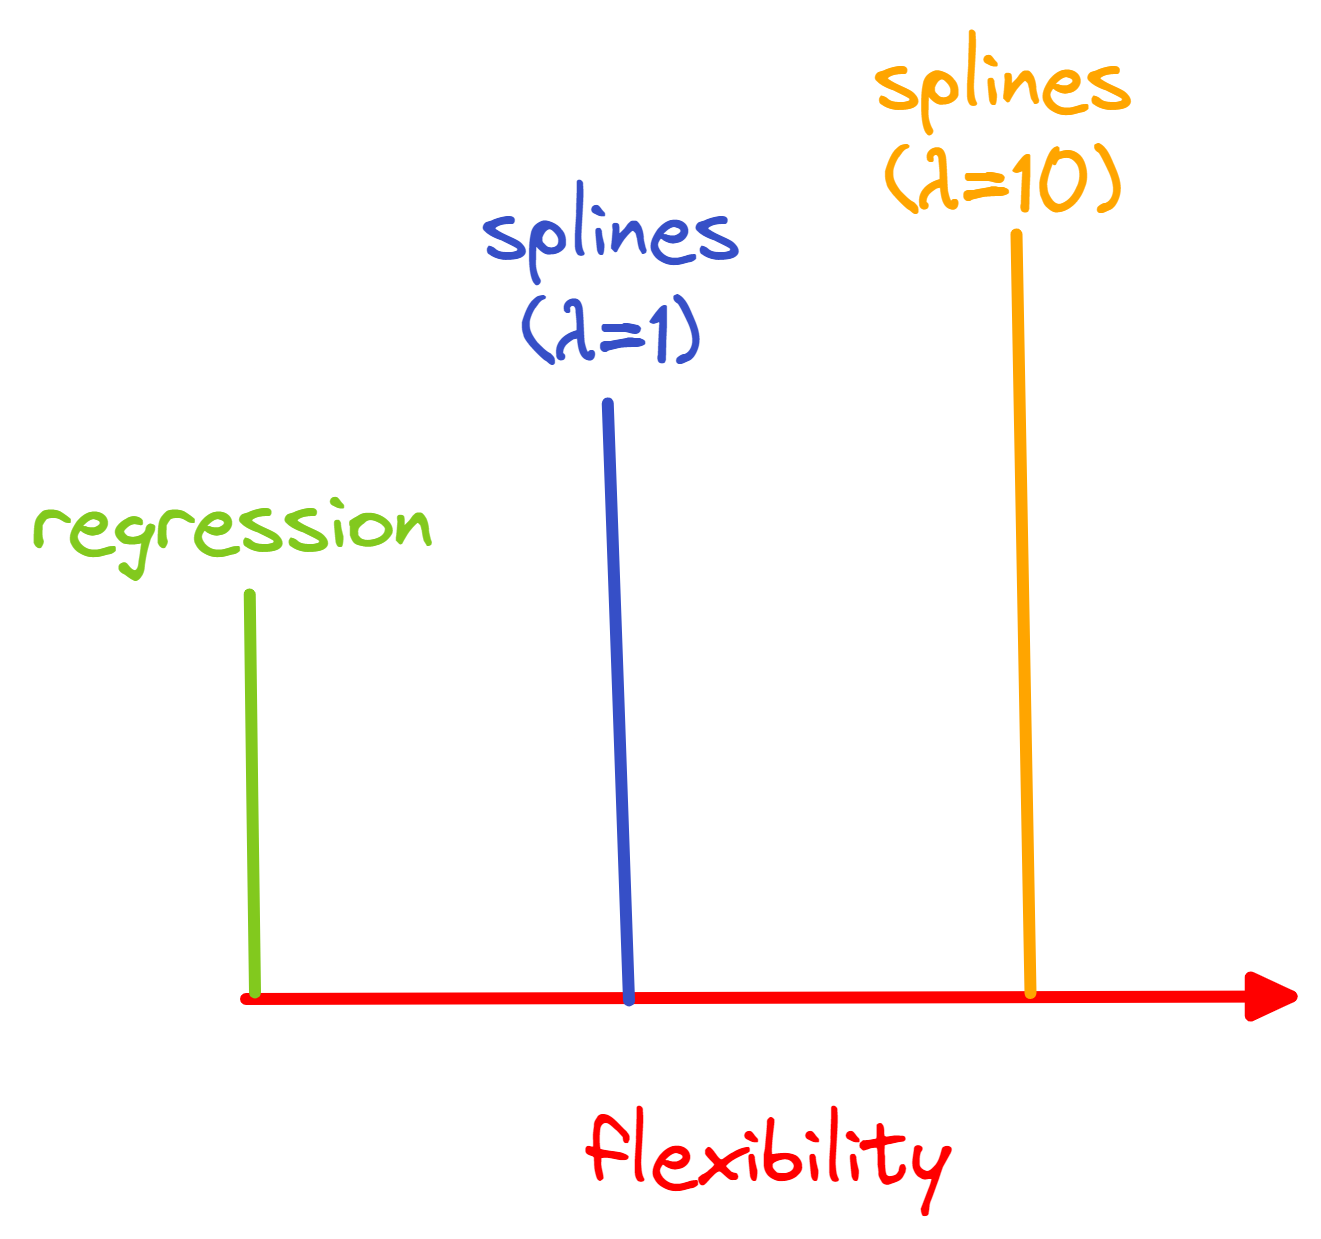 splines
(λ=10)
splines
(λ=1)
regression
flexibility